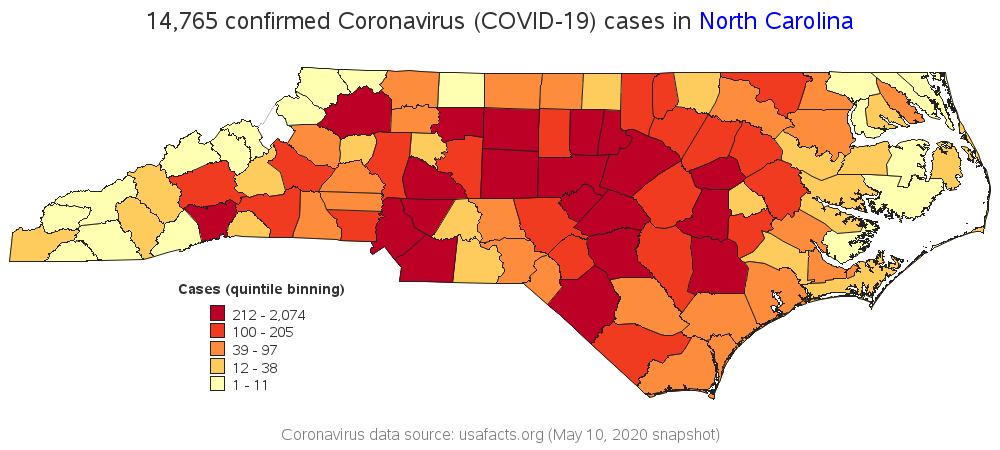 14,765 confirmed Coronavirus (COVID-19) cases in North Carolina
Cases (quintile binning)
212 - 2,074
100 - 205
39 - 97
12 - 38
1 - 11
Coronavirus data source: usafacts.org (May 10, 2020 snapshot)